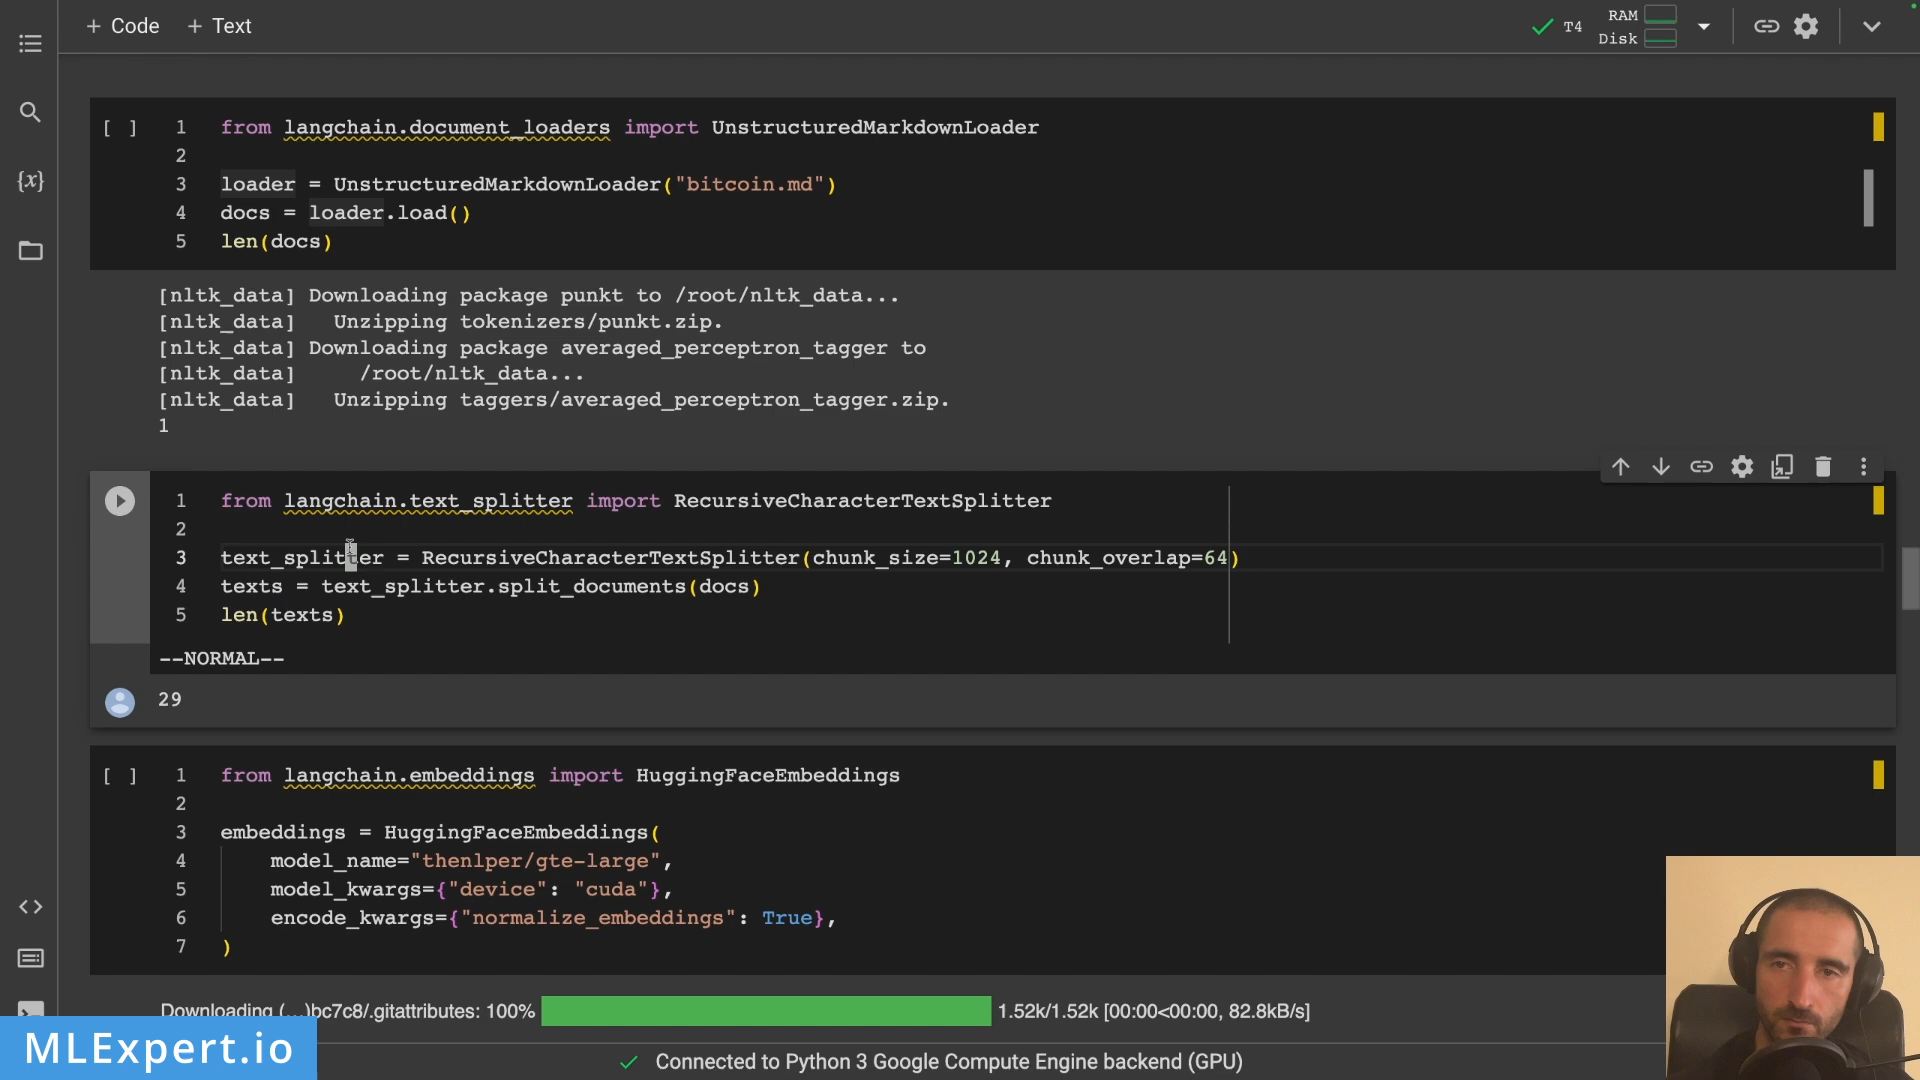 + Code + Text
T4 RAM
Disk
{x}
[ ] 1 from langchain.document_loaders import UnstructuredMarkdownLoader
2
3 loader = UnstructuredMarkdownLoader("bitcoin.md")
4 docs = loader.load()
5 len(docs)
[nltk_data] Downloading package punkt to /root/nltk_data...
[nltk_data]   Unzipping tokenizers/punkt.zip.
[nltk_data] Downloading package averaged_perceptron_tagger to
[nltk_data]     /root/nltk_data...
[nltk_data]   Unzipping taggers/averaged_perceptron_tagger.zip.
1
1 from langchain.text_splitter import RecursiveCharacterTextSplitter
2
3 text_splitter = RecursiveCharacterTextSplitter(chunk_size=1024, chunk_overlap=64)
4 texts = text_splitter.split_documents(docs)
5 len(texts)
--NORMAL--
29
[ ] 1 from langchain.embeddings import HuggingFaceEmbeddings
2
3 embeddings = HuggingFaceEmbeddings(
4     model_name="thenlper/gte-large",
5     model_kwargs={"device": "cuda"},
6     encode_kwargs={"normalize_embeddings": True},
7 )
Downloading (…)bc7c8/.gitattributes: 100% 1.52k/1.52k [00:00<00:00, 82.8kB/s]
MLExpert.io
Connected to Python 3 Google Compute Engine backend (GPU)